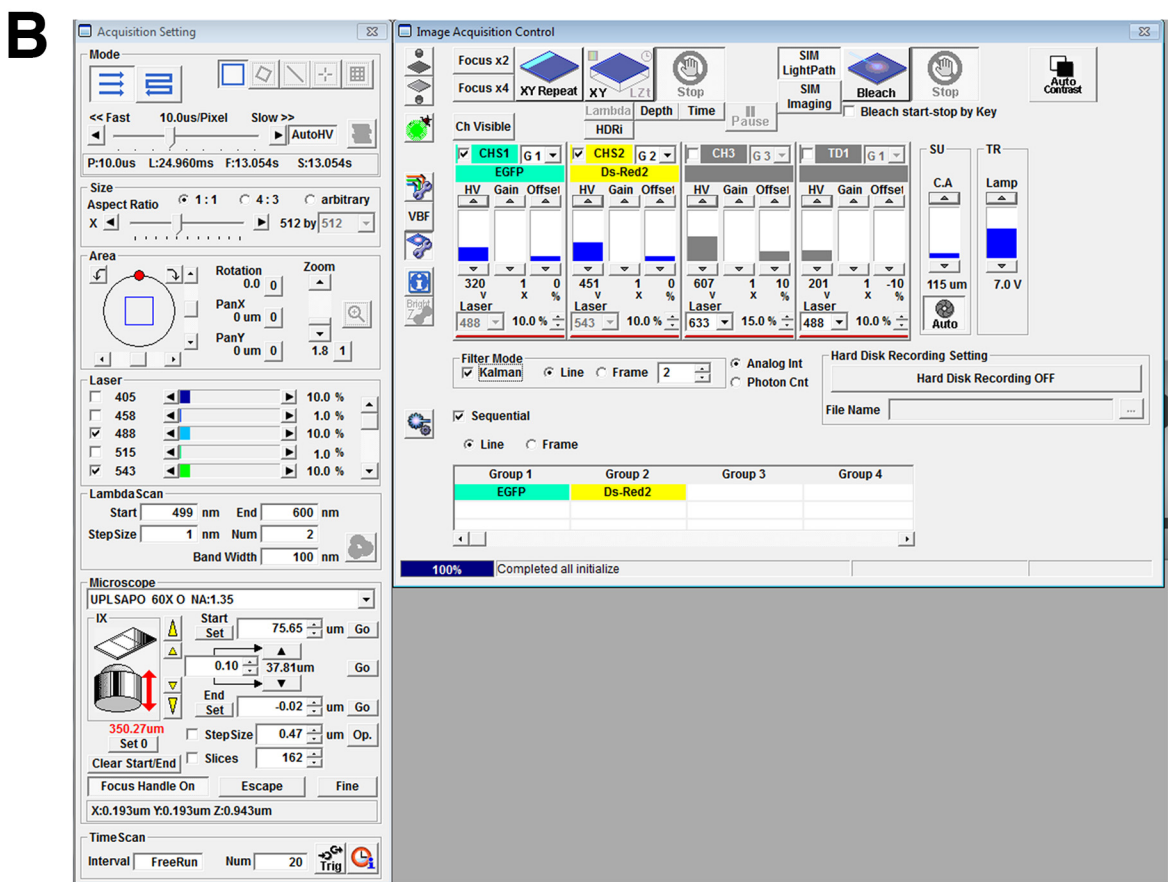 B
Acquisition Setting
Mode
<< Fast 10.0us/Pixel Slow >>
AutoHV
P:10.0us L:24.960ms F:13.054s S:13.054s
Size
Aspect Ratio 1:1 4:3 arbitrary
X 512 by 512
Area
Rotation
0.0 0
PanX
0 um 0
PanY
0 um 0
Zoom
1.8 1
Laser
405 10.0 %
458 1.0 %
488 10.0 %
515 1.0 %
543 10.0 %
LambdaScan
Start 499 nm End 600 nm
StepSize 1 nm Num 2
Band Width 100 nm
Microscope
UPLSAPO 60X O NA:1.35
IX
Start
Set 75.65 um Go
0.10 37.81um Go
End
Set -0.02 um Go
350.27um
Set 0
StepSize 0.47 um Op.
Clear Start/End Slices 162
Focus Handle On Escape Fine
X:0.193um Y:0.193um Z:0.943um
TimeScan
Interval FreeRun Num 20 Trig
Image Acquisition Control
Focus x2
Focus x4
XY Repeat
XY LZt
Stop
SIM
LightPath
SIM
Imaging
Bleach
Stop
Auto
Contrast
Lambda Depth Time
Pause
Bleach start-stop by Key
Ch Visible
HDRi
VBF
Bright
Z
CHS1 G 1 CHS2 G 2 CH3 G 3 TD1 G 1
EGFP Ds-Red2
HV Gain Offset HV Gain Offset HV Gain Offset HV Gain Offset
320 1 0 451 1 0 607 1 10 201 1 -10
V X % V X % V X % V X %
Laser Laser Laser Laser
488 10.0 % 543 10.0 % 633 15.0 % 488 10.0 %
SU
C.A
115 um
Auto
TR
Lamp
7.0 V
Filter Mode
Kalman Line Frame 2
Analog Int
Photon Cnt
Hard Disk Recording Setting
Hard Disk Recording OFF
File Name ...
Sequential
Line Frame
Group 1 Group 2 Group 3 Group 4
EGFP Ds-Red2
100% Completed all initialize